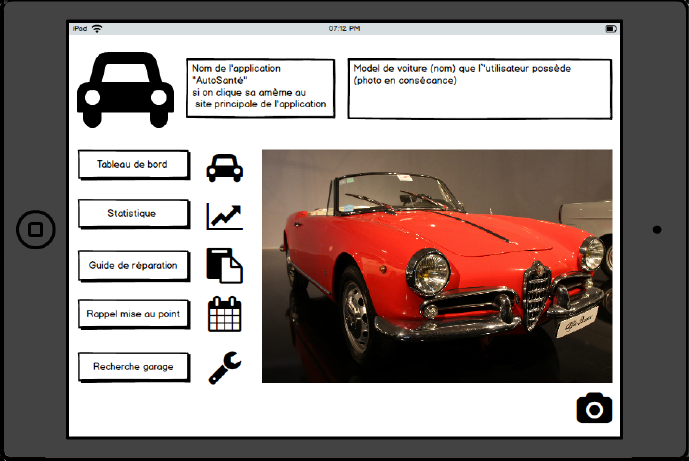 iPod
07:12 PM
Nom de l'application
"AutoSanté"
si on clique sa amème au
site principale de l'application
Model de voiture (nom) que l'`utilisateur possède
(photo en consécance)
Tableau de bord
Statistique
Guide de réparation
Rappel mise au point
Recherche garage
Alfa Romeo